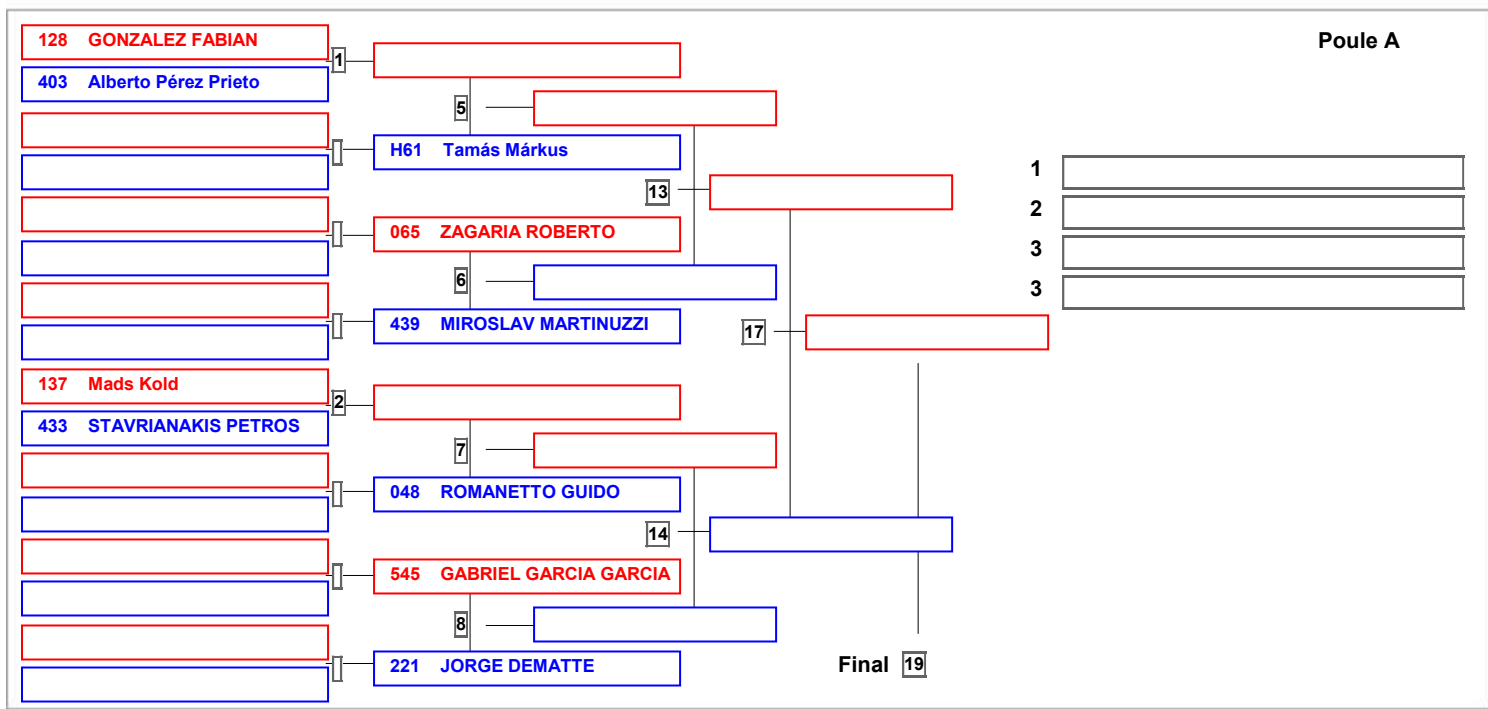 Poule A
128 GONZALEZ FABIAN
1
403 Alberto Pérez Prieto
5
H61 Tamás Márkus
13
065 ZAGARIA ROBERTO
6
439 MIROSLAV MARTINUZZI
17
137 Mads Kold
2
433 STAVRIANAKIS PETROS
7
048 ROMANETTO GUIDO
14
545 GABRIEL GARCIA GARCIA
8
221 JORGE DEMATTE
Final 19
1
2
3
3